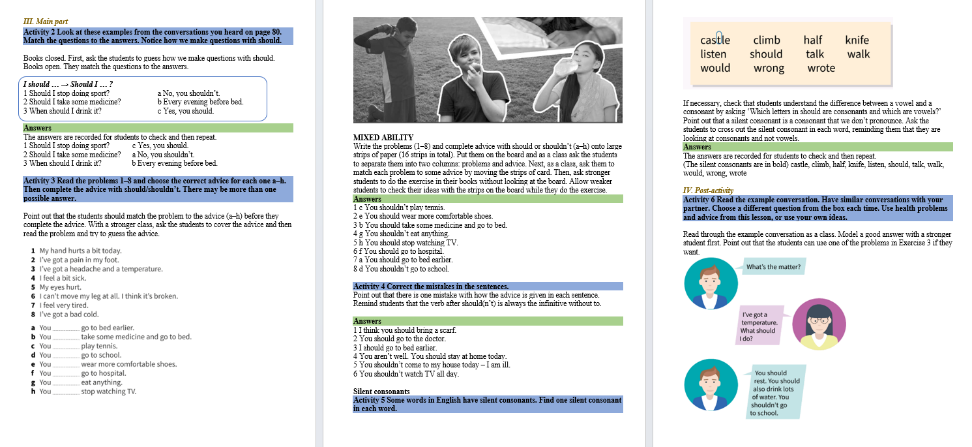 III. Main part
Activity 2 Look at these examples from the conversations you heard on page 80.
Match the questions to the answers. Notice how we make questions with should.
Books closed. First, ask the students to guess how we make questions with should.
Books open. They match the questions to the answers.
I should … → Should I … ?
1 Should I stop doing sport? a No, you shouldn't.
2 Should I take some medicine? b Every evening before bed.
3 When should I drink it? c Yes, you should.
Answers
The answers are recorded for students to check and then repeat.
1 Should I stop doing sport? c Yes, you should.
2 Should I take some medicine? a No, you shouldn't.
3 When should I drink it? b Every evening before bed.
Activity 3 Read the problems 1–8 and choose the correct advice for each one a–h.
Then complete the advice with should/shouldn't. There may be more than one
possible answer.
Point out that the students should match the problem to the advice (a–h) before they
complete the advice. With a stronger class, ask the students to cover the advice and then
read the problem and try to guess the advice.
1 My hand hurts a bit today.
2 I've got a pain in my foot.
3 I've got a headache and a temperature.
4 I feel a bit sick.
5 My eyes hurt.
6 I can't move my leg at all. I think it's broken.
7 I feel very tired.
8 I've got a bad cold.
a You ______ go to bed earlier.
b You ______ take some medicine and go to bed.
c You ______ play tennis.
d You ______ go to school.
e You ______ wear more comfortable shoes.
f You ______ go to hospital.
g You ______ eat anything.
h You ______ stop watching TV.
MIXED ABILITY
Write the problems (1–8) and complete advice with should or shouldn't (a–h) onto large
strips of paper (16 strips in total). Put them on the board and as a class ask the students
to separate them into two columns: problems and advice. Next, as a class, ask them to
match each problem to some advice by moving the strips of card. Then, ask stronger
students to do the exercise in their books without looking at the board. Allow weaker
students to check their ideas with the strips on the board while they do the exercise.
Answers
1 c You shouldn't play tennis.
2 e You should wear more comfortable shoes.
3 b You should take some medicine and go to bed.
4 g You shouldn't eat anything.
5 h You should stop watching TV.
6 f You should go to hospital.
7 a You should go to bed earlier.
8 d You shouldn't go to school.
Activity 4 Correct the mistakes in the sentences.
Point out that there is one mistake with how the advice is given in each sentence.
Remind students that the verb after should(n't) is always the infinitive without to.
Answers
1 I think you should bring a scarf.
2 You should go to the doctor.
3 I should go to bed earlier.
4 You aren't well. You should stay at home today.
5 You shouldn't come to my house today – I am ill.
6 You shouldn't watch TV all day.
Silent consonants
Activity 5 Some words in English have silent consonants. Find one silent consonant
in each word.
castle climb half knife
listen should talk walk
would wrong wrote
If necessary, check that students understand the difference between a vowel and a
consonant by asking "Which letters in should are consonants and which are vowels?"
Point out that a silent consonant is a consonant that we don't pronounce. Ask the
students to cross out the silent consonant in each word, reminding them that they are
looking at consonants and not vowels.
Answers
The answers are recorded for students to check and then repeat.
(The silent consonants are in bold) castle, climb, half, knife, listen, should, talk, walk,
would, wrong, wrote
IV. Post-activity
Activity 6 Read the example conversation. Have similar conversations with your
partner. Choose a different question from the box each time. Use health problems
and advice from this lesson, or use your own ideas.
Read through the example conversation as a class. Model a good answer with a stronger
student first. Point out that the students can use one of the problems in Exercise 3 if they
want.
What's the matter?
I've got a
temperature.
What should
I do?
You should
rest. You should
also drink lots
of water. You
shouldn't go
to school.